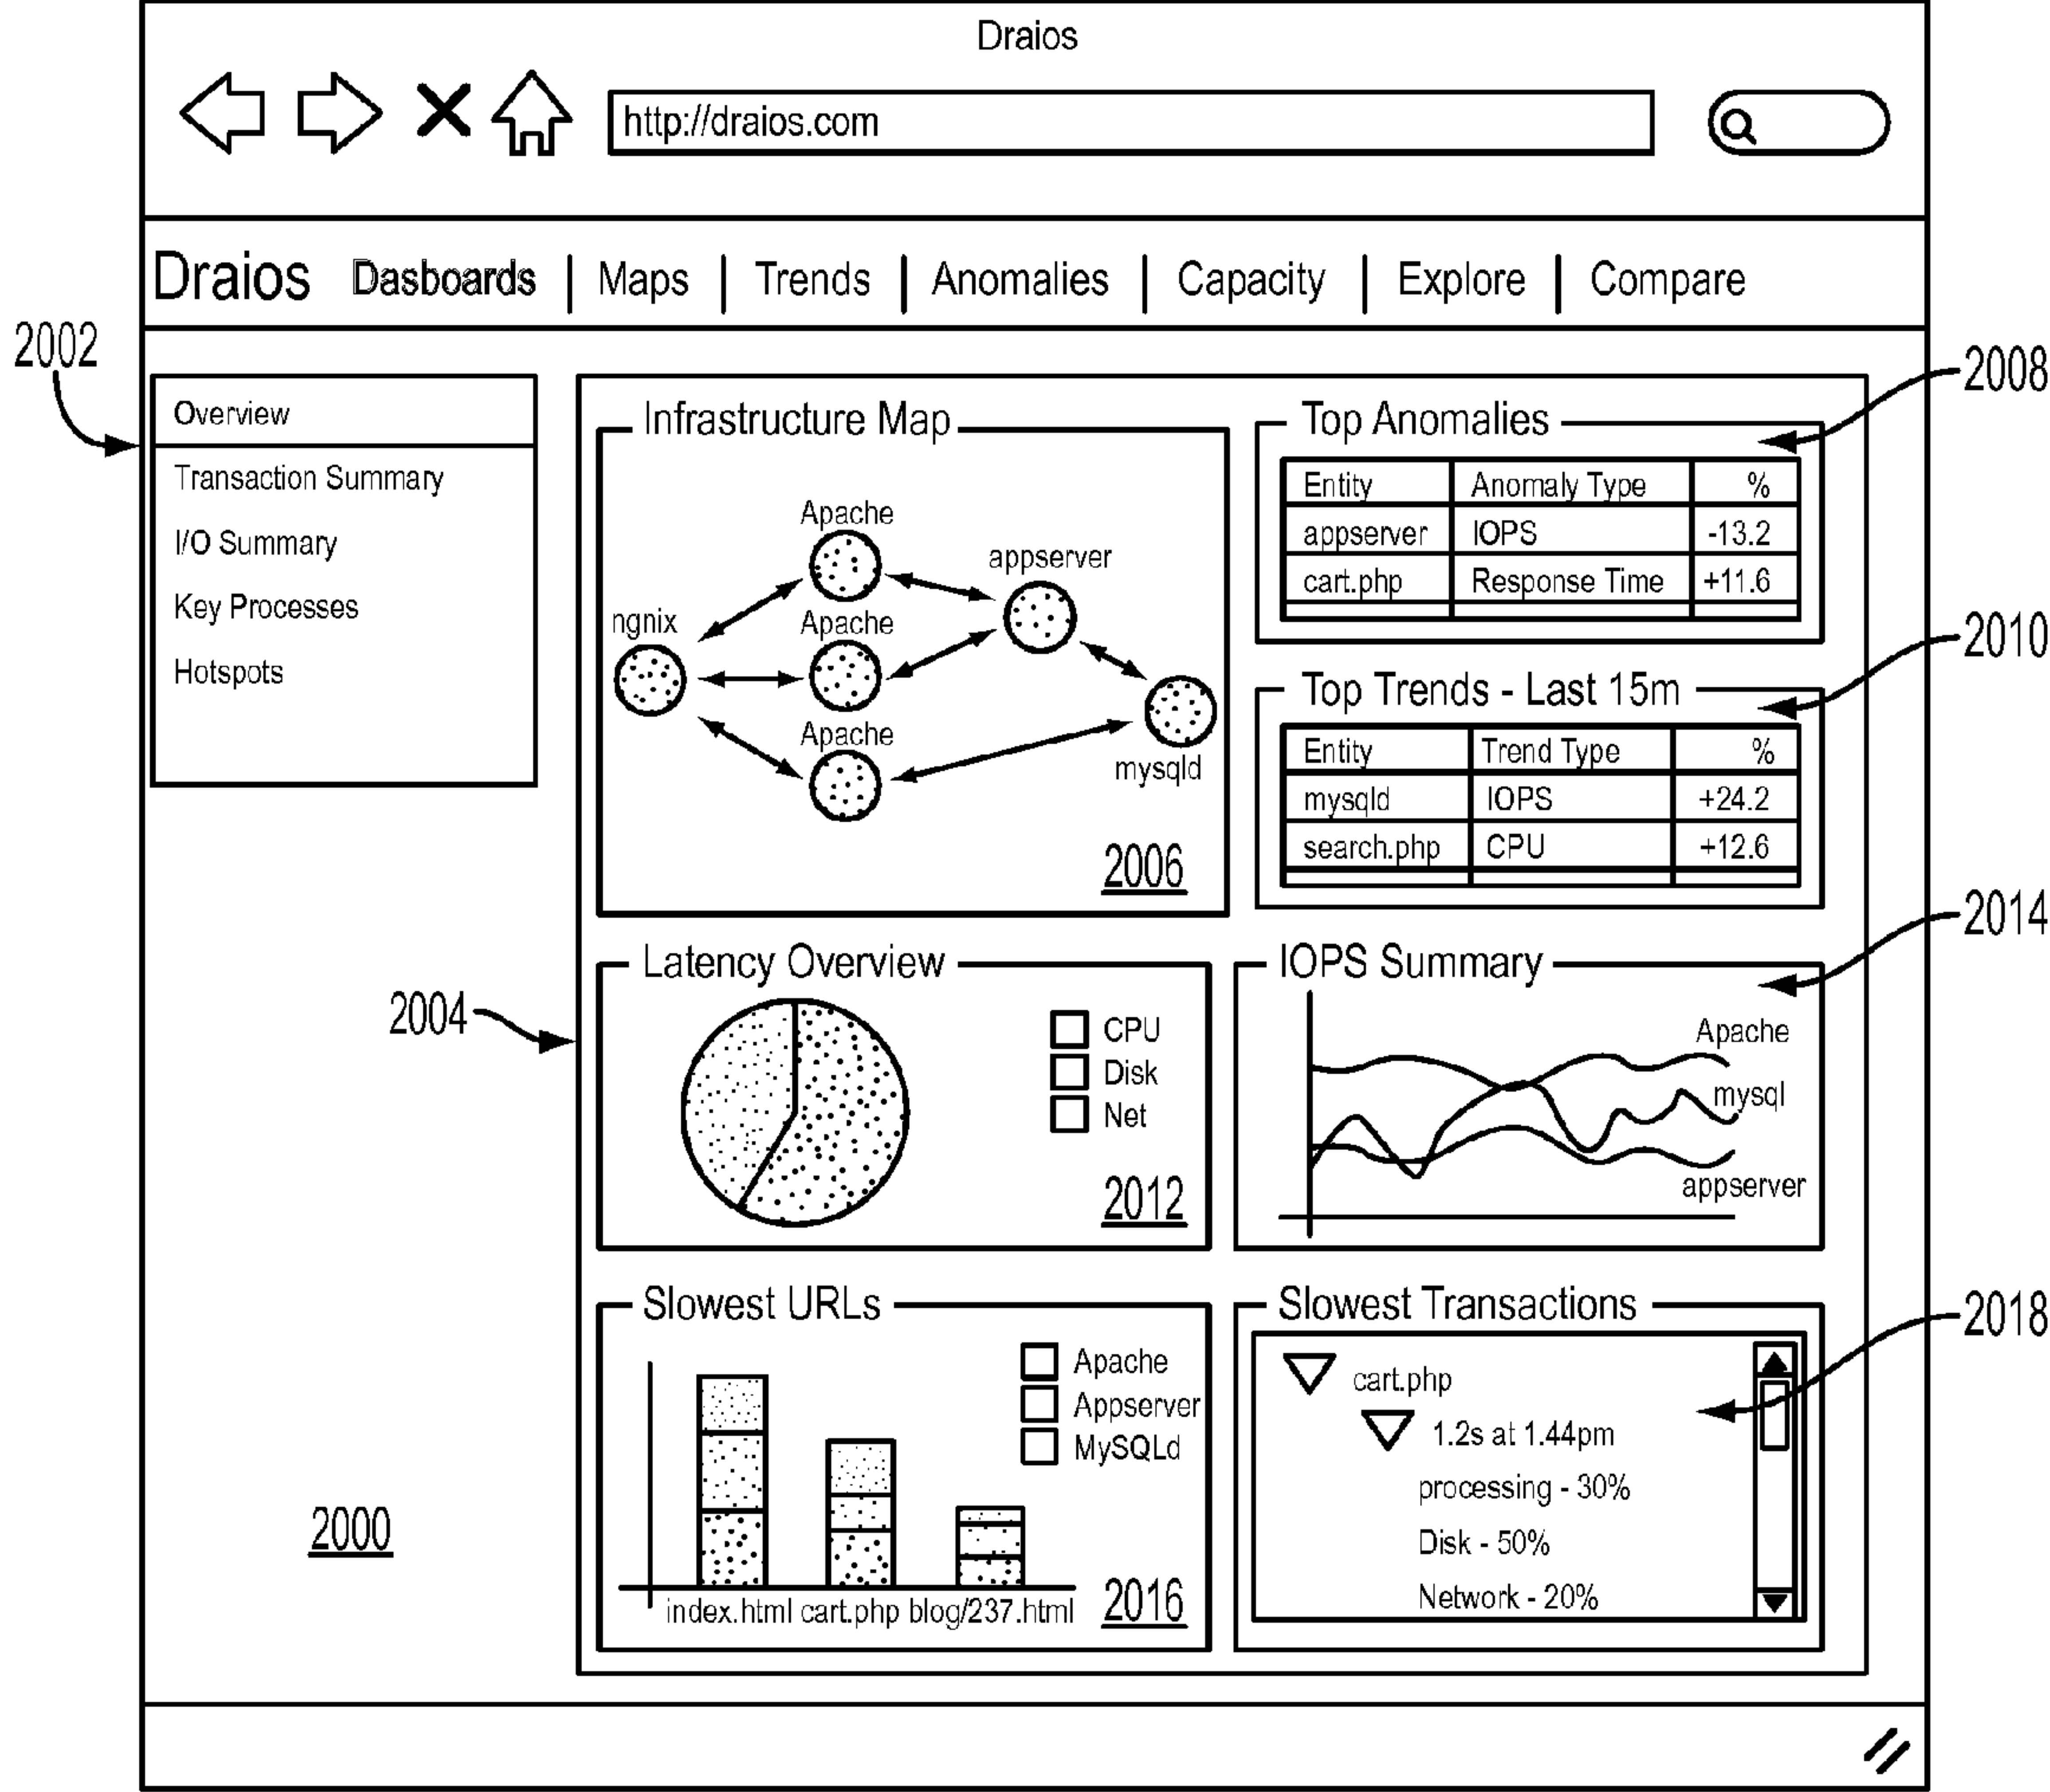 Draios
http://draios.com
Draios Dasboards Maps Trends Anomalies Capacity Explore Compare
2002
Overview
Transaction Summary
I/O Summary
Key Processes
Hotspots
2004
2000
Infrastructure Map
Apache
appserver
ngnix
Apache
Apache
mysqld
2006
2008
Top Anomalies
Entity Anomaly Type %
appserver IOPS -13.2
cart.php Response Time +11.6
2010
Top Trends - Last 15m
Entity Trend Type %
mysqld IOPS +24.2
search.php CPU +12.6
Latency Overview
CPU
Disk
Net
2012
2014
IOPS Summary
Apache
mysql
appserver
Slowest URLs
Apache
Appserver
MySQLd
index.html cart.php blog/237.html
2016
2018
Slowest Transactions
cart.php
1.2s at 1.44pm
processing - 30%
Disk - 50%
Network - 20%